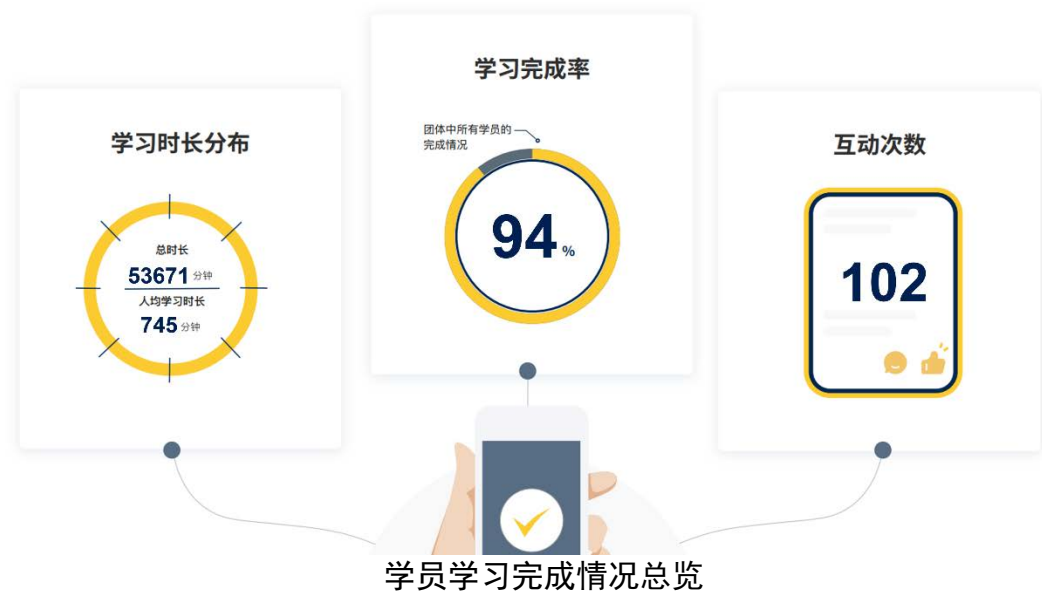 学习时长分布
总时长
53671 分钟
人均学习时长
745 分钟
学习完成率
团体中所有学员的
完成情况
94 %
互动次数
102
学员学习完成情况总览